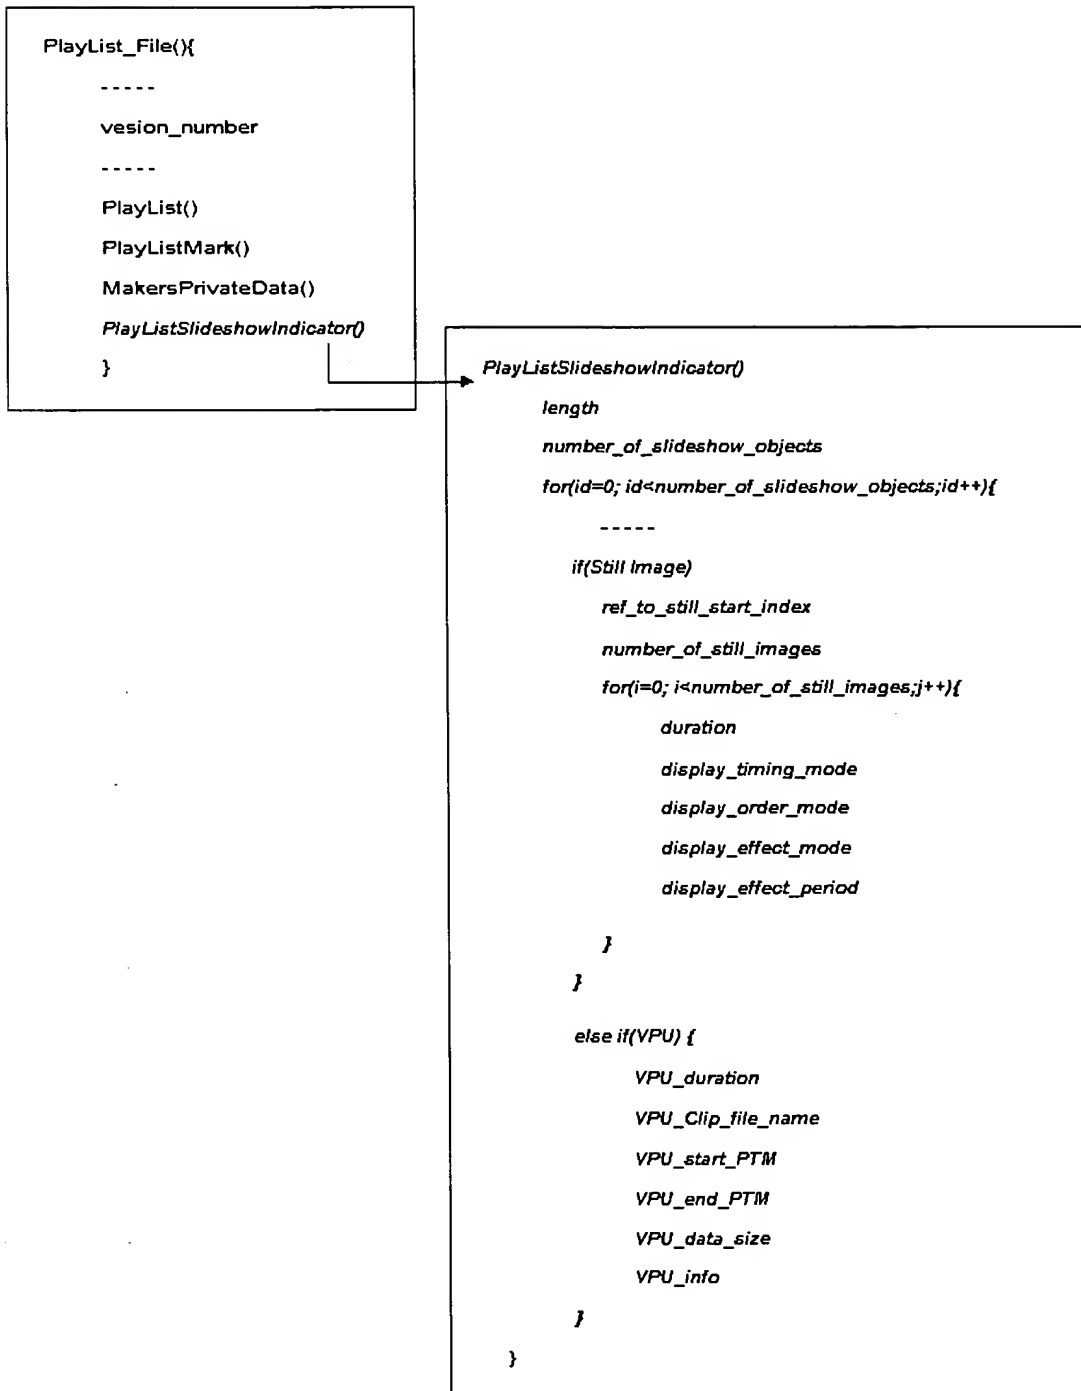 PlayList_File(){
-----
vesion_number
-----
PlayList()
PlayListMark()
MakersPrivateData()
PlayListSlideshowIndicator()
}
PlayListSlideshowIndicator()
length
number_of_slideshow_objects
for(id=0; id<number_of_slideshow_objects;id++){
-----
if(Still Image)
ref_to_still_start_index
number_of_still_images
for(i=0; i<number_of_still_images;j++){
duration
display_timing_mode
display_order_mode
display_effect_mode
display_effect_period
}
}
else if(VPU) {
VPU_duration
VPU_Clip_file_name
VPU_start_PTM
VPU_end_PTM
VPU_data_size
VPU_info
}
}